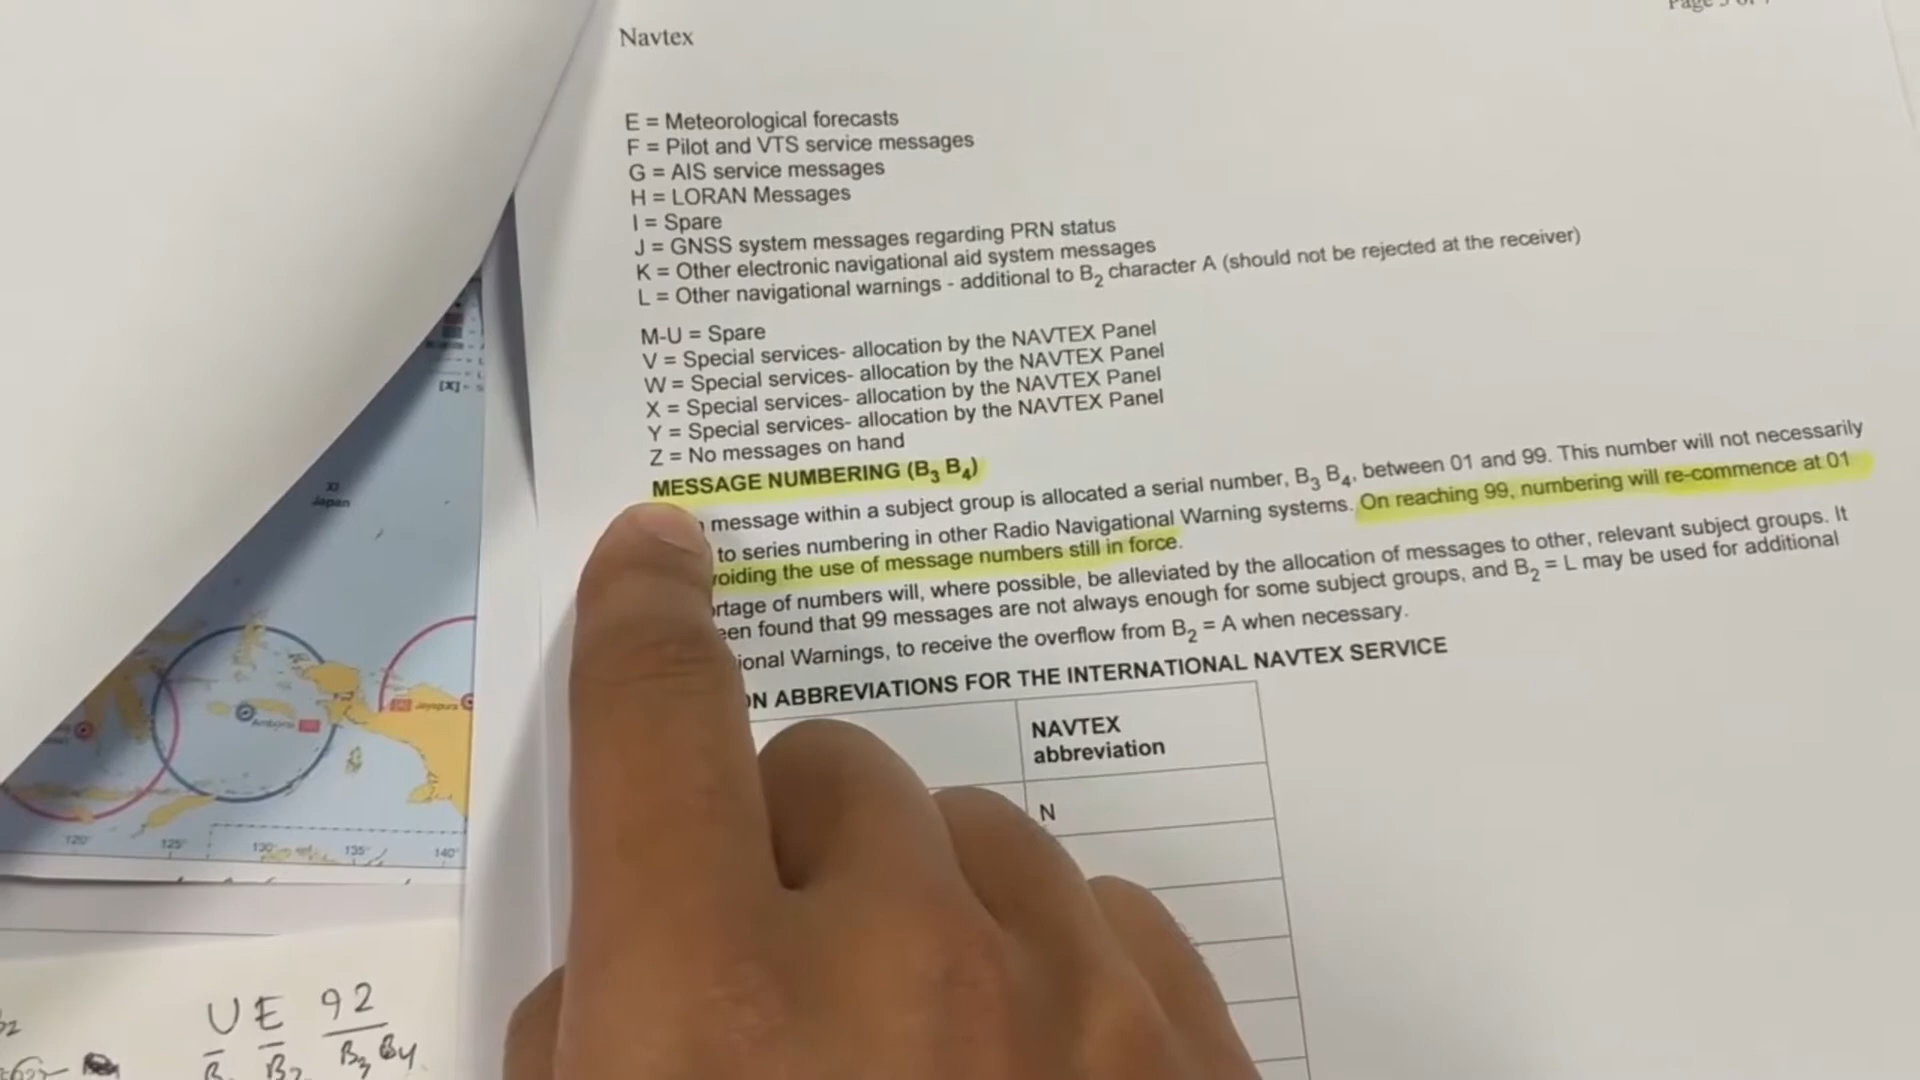 Navtex
E = Meteorological forecasts
F = Pilot and VTS service messages
G = AIS service messages
H = LORAN Messages
I = Spare
J = GNSS system messages regarding PRN status
K = Other electronic navigational aid system messages
L = Other navigational warnings - additional to B2 character A (should not be rejected at the receiver)
M-U = Spare
V = Special services- allocation by the NAVTEX Panel
W = Special services- allocation by the NAVTEX Panel
X = Special services- allocation by the NAVTEX Panel
Y = Special services- allocation by the NAVTEX Panel
Z = No messages on hand
MESSAGE NUMBERING (B3 B4)
message within a subject group is allocated a serial number, B3 B4, between 01 and 99. This number will not necessarily
to series numbering in other Radio Navigational Warning systems. On reaching 99, numbering will re-commence at 01
the use of message numbers still in force.
of numbers will, where possible, be alleviated by the allocation of messages to other, relevant subject groups. It
found that 99 messages are not always enough for some subject groups, and B2 = L may be used for additional
Warnings, to receive the overflow from B2 = A when necessary.
ABBREVIATIONS FOR THE INTERNATIONAL NAVTEX SERVICE
NAVTEX
abbreviation
N
[X]
XI
Japan
Ambon
Jayapura
120°
125°
130°
135°
140°
U E 92
B2 B3 B4